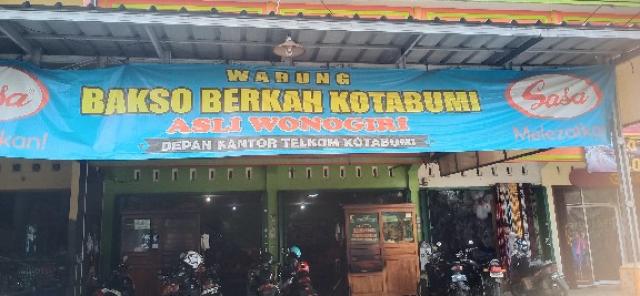 WARUNG
BAKSO BERKAH KOTABUMI
ASLI WONOGIRI
DEPAN KANTOR TELKOM KOTABUMI
Sasa
kan!
Sasa
Melezatkan